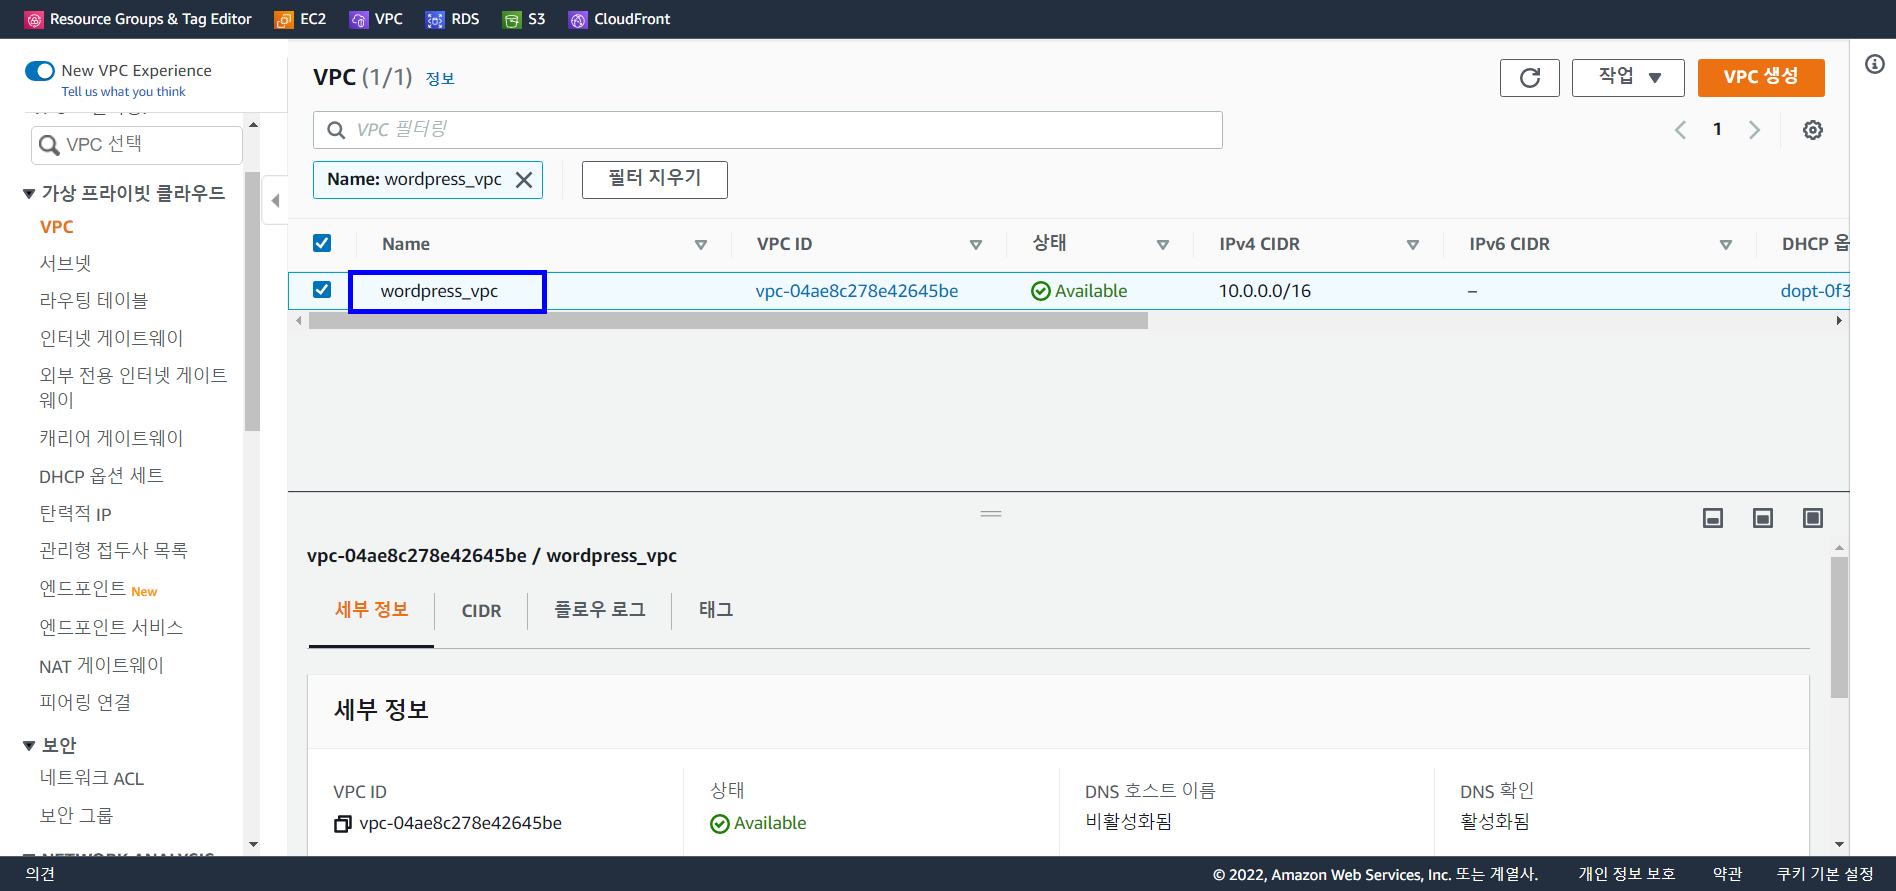 Resource Groups & Tag Editor EC2 VPC RDS S3 CloudFront
New VPC Experience
Tell us what you think
VPC 선택
가상 프라이빗 클라우드
VPC
서브넷
라우팅 테이블
인터넷 게이트웨이
외부 전용 인터넷 게이트
웨이
캐리어 게이트웨이
DHCP 옵션 세트
탄력적 IP
관리형 접두사 목록
엔드포인트 New
엔드포인트 서비스
NAT 게이트웨이
피어링 연결
보안
네트워크 ACL
보안 그룹
NETWORK ANALYSIS
VPC (1/1) 정보
작업
VPC 생성
VPC 필터링
1
Name: wordpress_vpc
필터 지우기
Name VPC ID 상태 IPv4 CIDR IPv6 CIDR DHCP 옵
wordpress_vpc vpc-04ae8c278e42645be Available 10.0.0.0/16 – dopt-0f3
vpc-04ae8c278e42645be / wordpress_vpc
세부 정보 CIDR 플로우 로그 태그
세부 정보
VPC ID 상태 DNS 호스트 이름 DNS 확인
vpc-04ae8c278e42645be Available 비활성화됨 활성화됨
의견 © 2022, Amazon Web Services, Inc. 또는 계열사. 개인 정보 보호 약관 쿠키 기본 설정